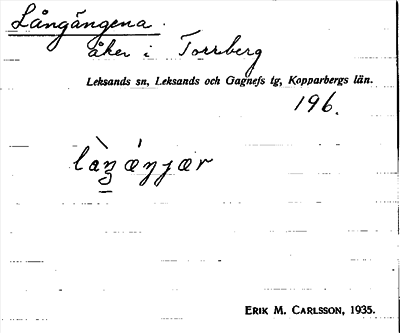 Långängena.
åker i Torrberg
Leksands sn, Leksands och Gagnefs tg, Kopparbergs län.
196.
ERIK M. CARLSSON, 1935.